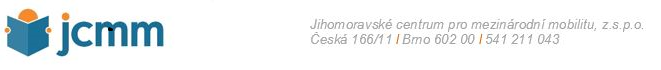 jcmm
Jihomoravské centrum pro mezinárodní mobilitu, z.s.p.o.
Česká 166/11 I Brno 602 00 I 541 211 043